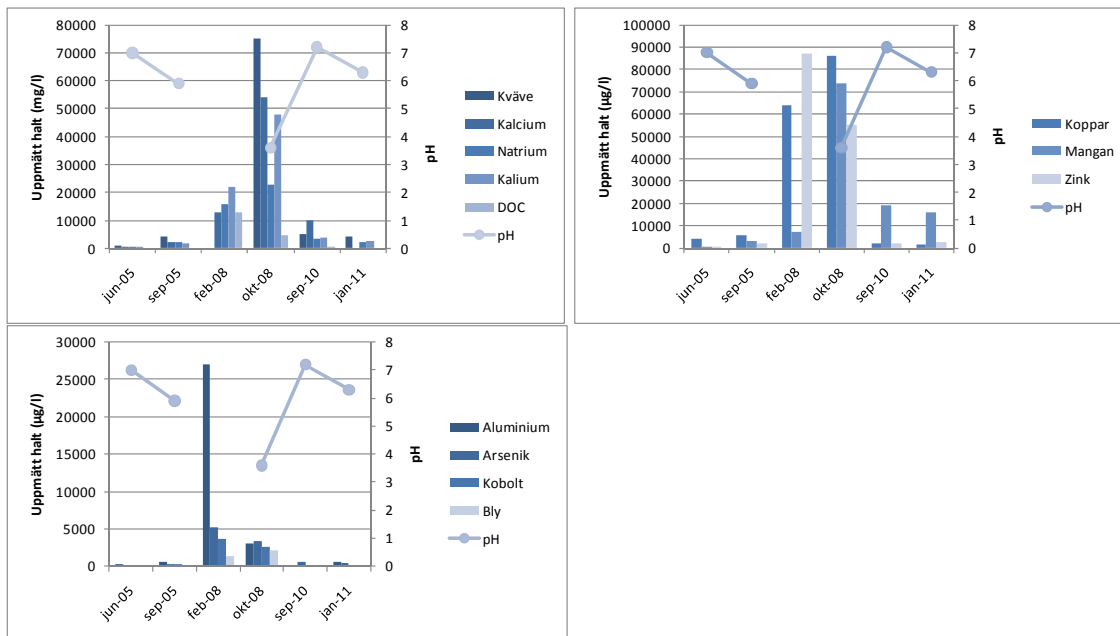 80000
70000
60000
50000
40000
30000
20000
10000
0
Uppmätt halt (mg/l)
8
7
6
5
4
3
2
1
0
pH
jun-05
sep-05
feb-08
okt-08
sep-10
jan-11
Kväve
Kalcium
Natrium
Kalium
DOC
pH
100000
90000
80000
70000
60000
50000
40000
30000
20000
10000
0
Uppmätt halt (µg/l)
8
7
6
5
4
3
2
1
0
pH
jun-05
sep-05
feb-08
okt-08
sep-10
jan-11
Koppar
Mangan
Zink
pH
30000
25000
20000
15000
10000
5000
0
Uppmätt halt (µg/l)
8
7
6
5
4
3
2
1
0
pH
jun-05
sep-05
feb-08
okt-08
sep-10
jan-11
Aluminium
Arsenik
Kobolt
Bly
pH